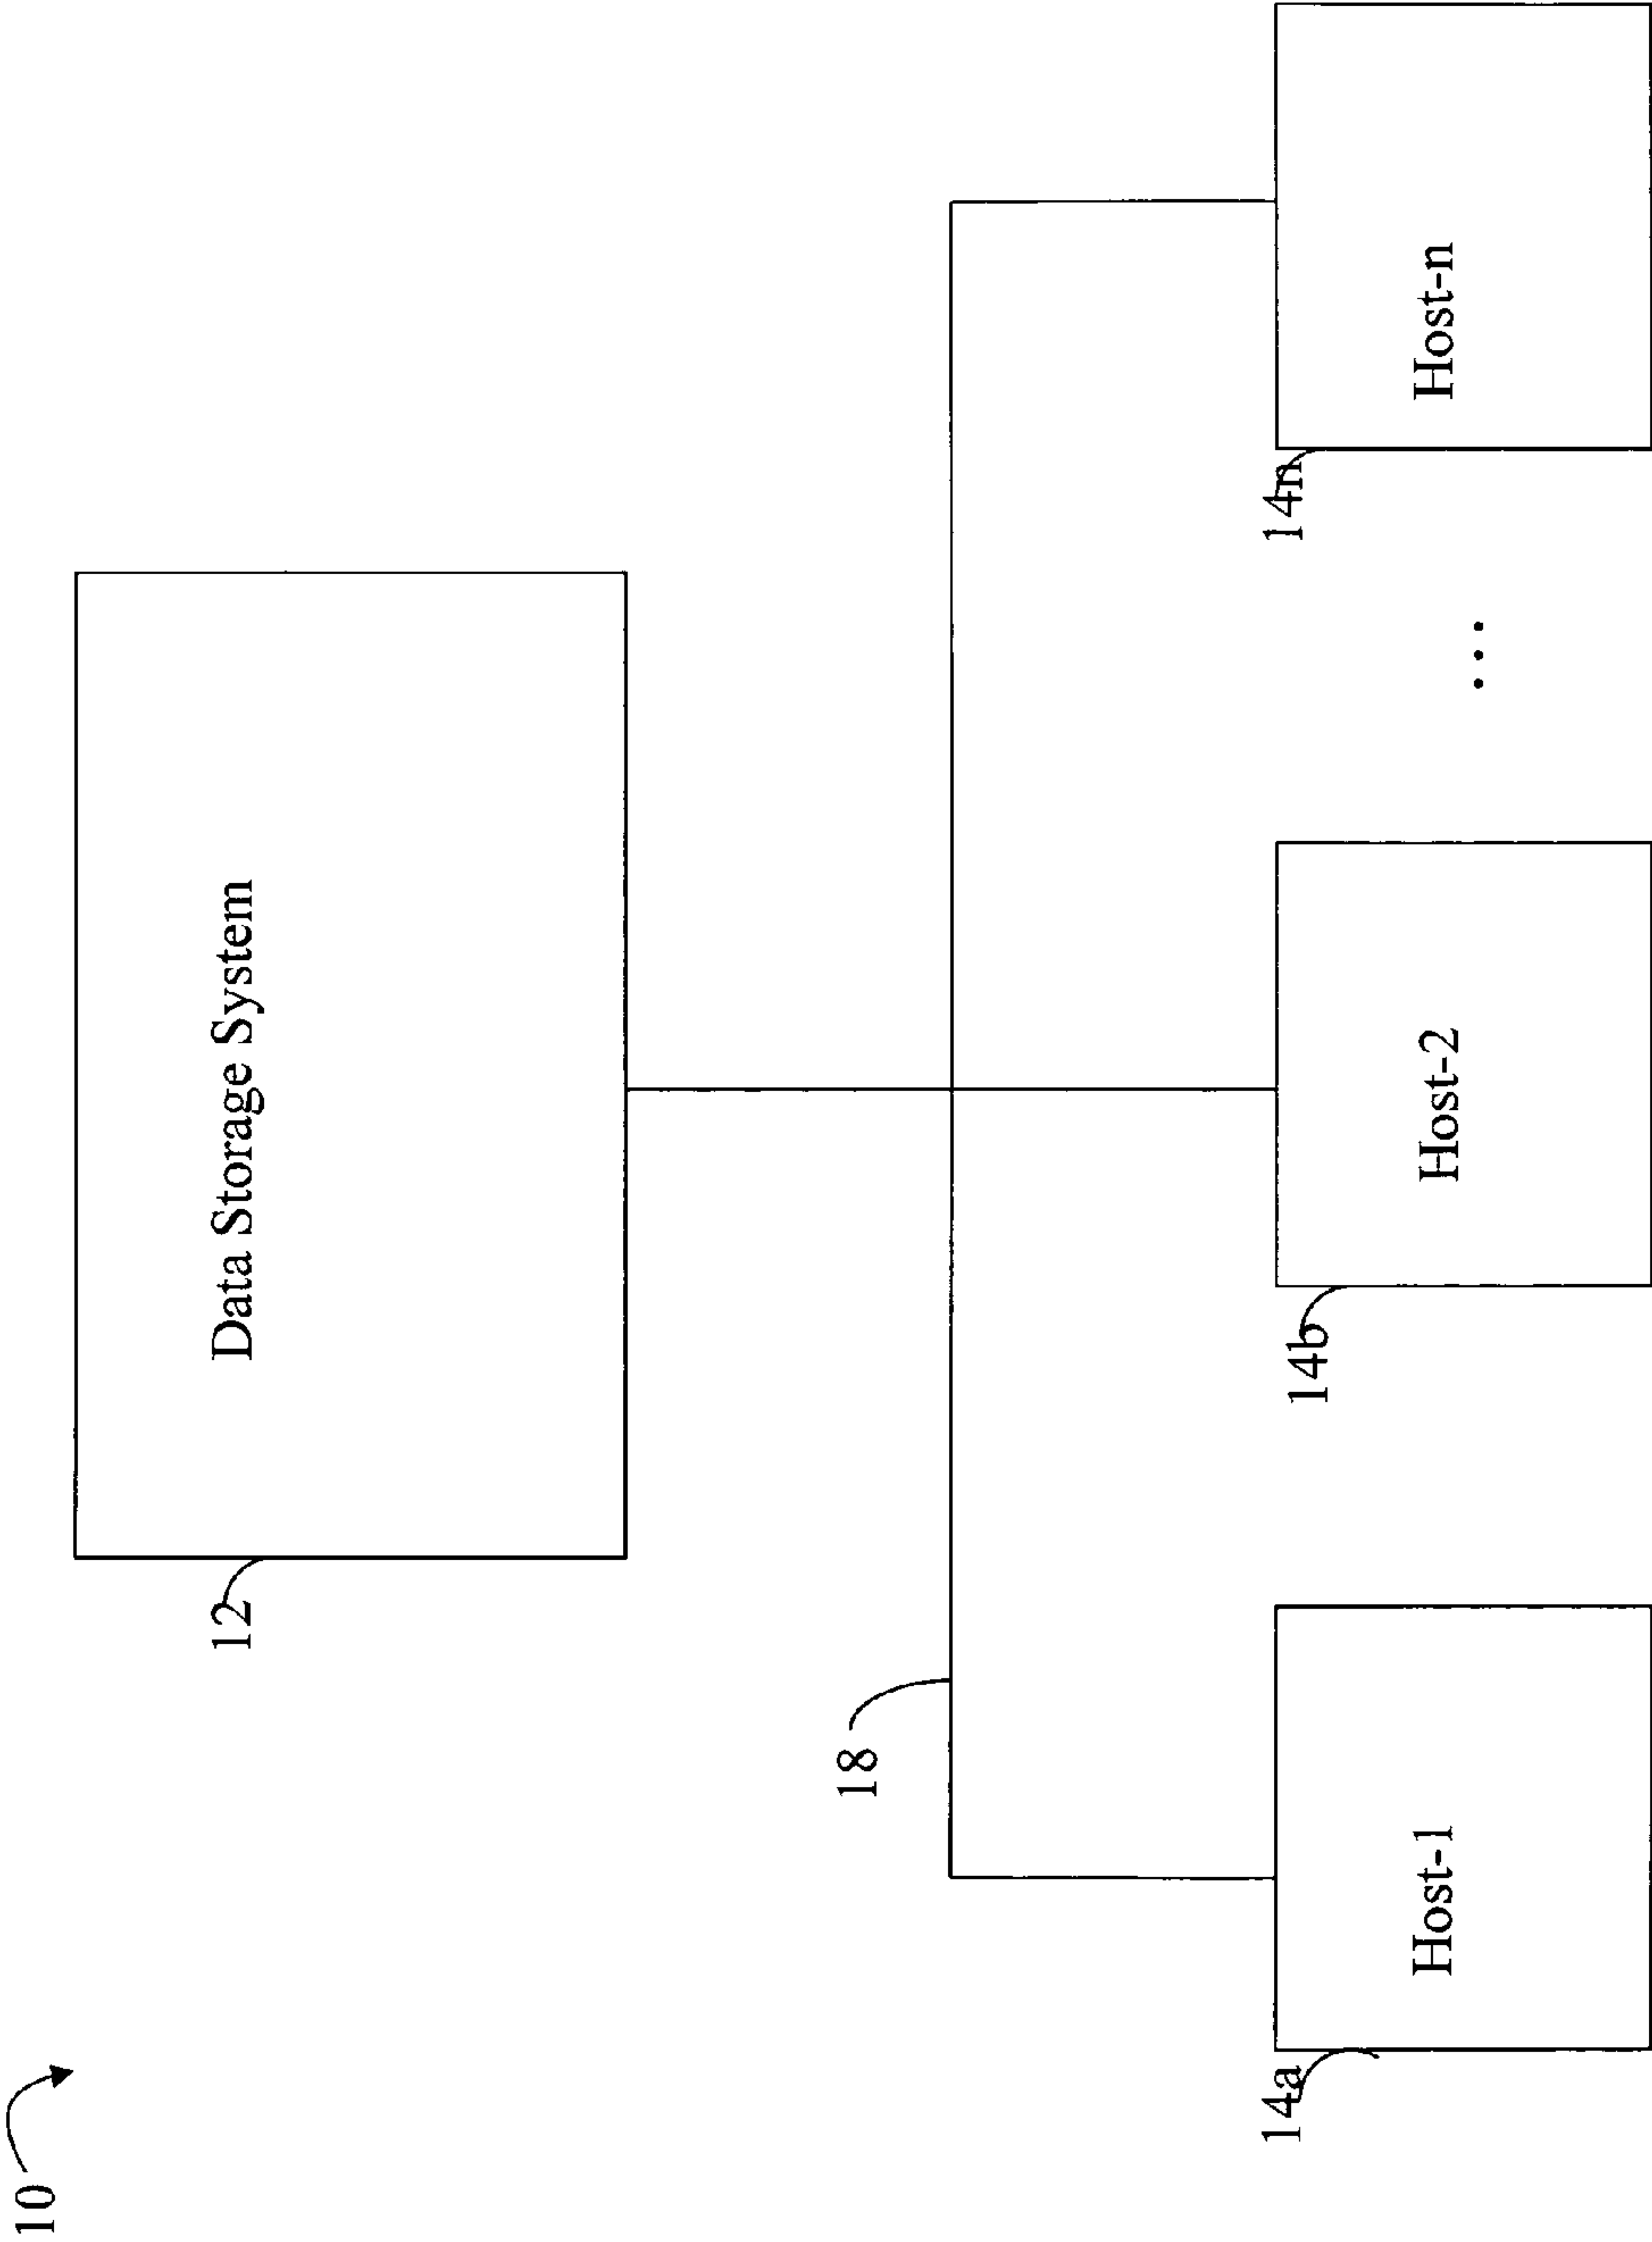 10
12
Data Storage System
18
14a
Host-1
14b
Host-2
...
14n
Host-n